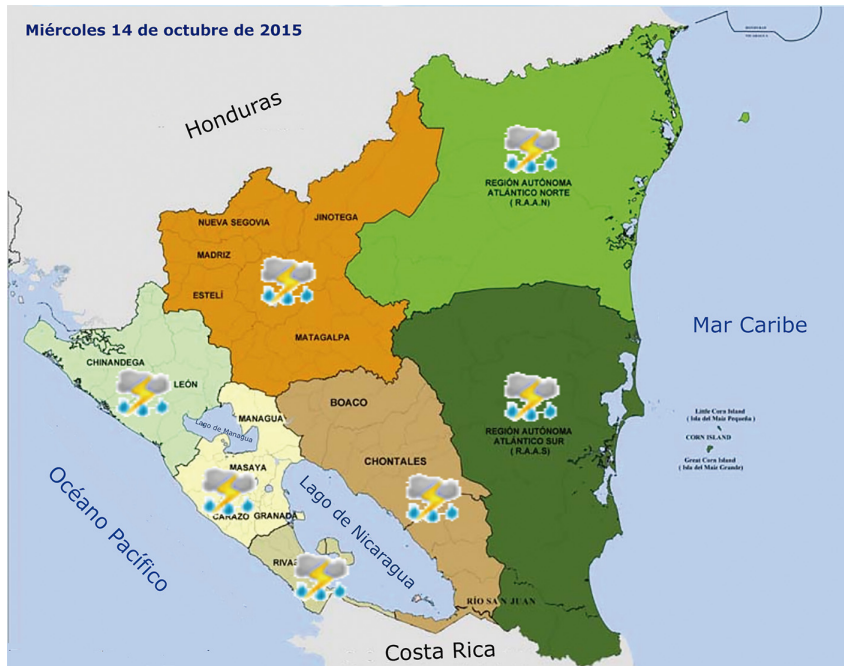 Miércoles 14 de octubre de 2015
HONDURAS
NICARAGUA
Honduras
REGIÓN AUTÓNOMA
ATLÁNTICO NORTE
( R.A.A.N)
JINOTEGA
NUEVA SEGOVIA
MADRIZ
ESTELÍ
MATAGALPA
Mar Caribe
CHINANDEGA
LEÓN
BOACO
MANAGUA
Lago de Managua
REGIÓN AUTÓNOMA
ATLÁNTICO SUR
( R.A.A.S)
Little Corn Island
( Isla del Maíz Pequeña )
CORN ISLAND
Great Corn Island
( Isla del Maíz Grande)
CHONTALES
MASAYA
CARAZO
GRANADA
Lago de Nicaragua
Océano Pacífico
RIVAS
RÍO SAN JUAN
Costa Rica